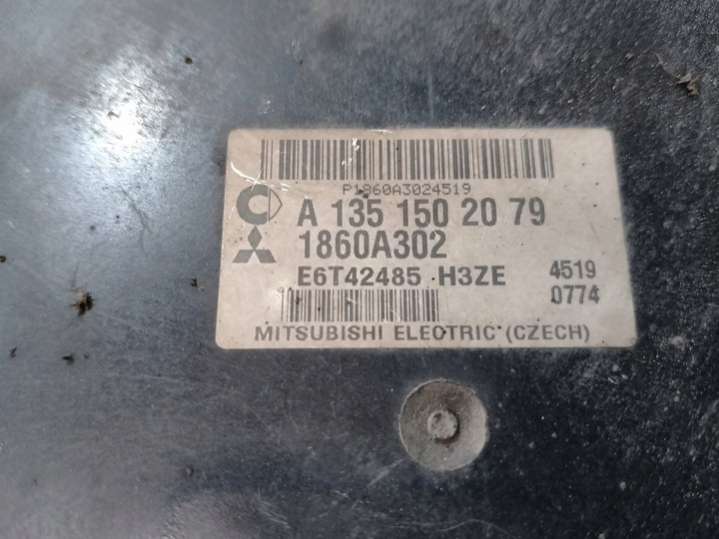 P1860A3024519
A 135 150 20 79
1860A302
E6T42485 H3ZE 4519
0774
MITSUBISHI ELECTRIC (CZECH)